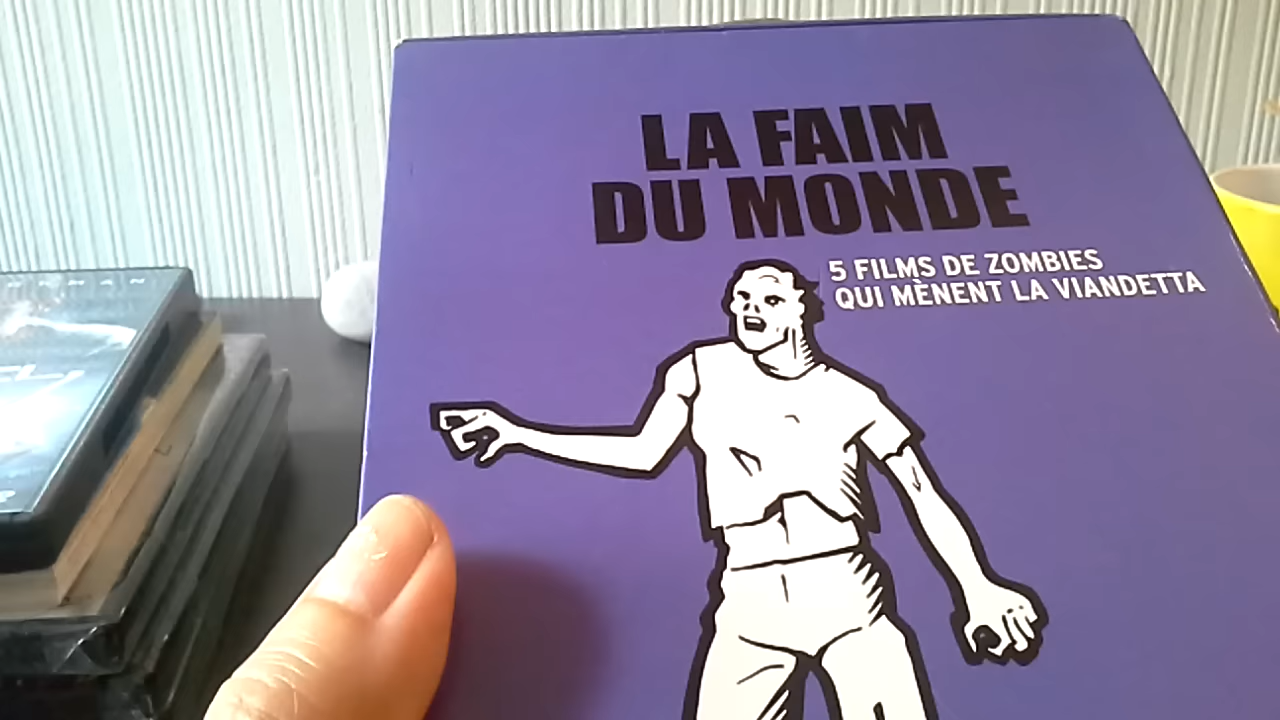 LA FAIM
DU MONDE
5 FILMS DE ZOMBIES
QUI MÈNENT LA VIANDETTA